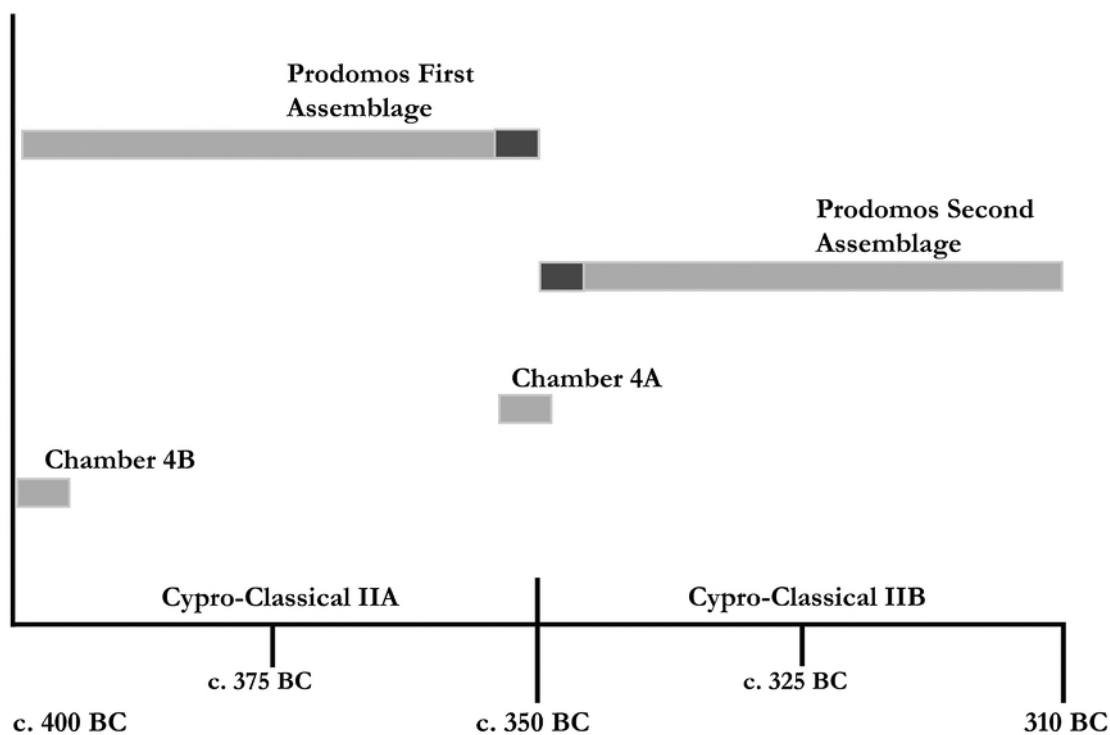 Prodomos First
Assemblage
Prodomos Second
Assemblage
Chamber 4A
Chamber 4B
Cypro-Classical IIA
Cypro-Classical IIB
c. 375 BC
c. 325 BC
c. 400 BC
c. 350 BC
310 BC